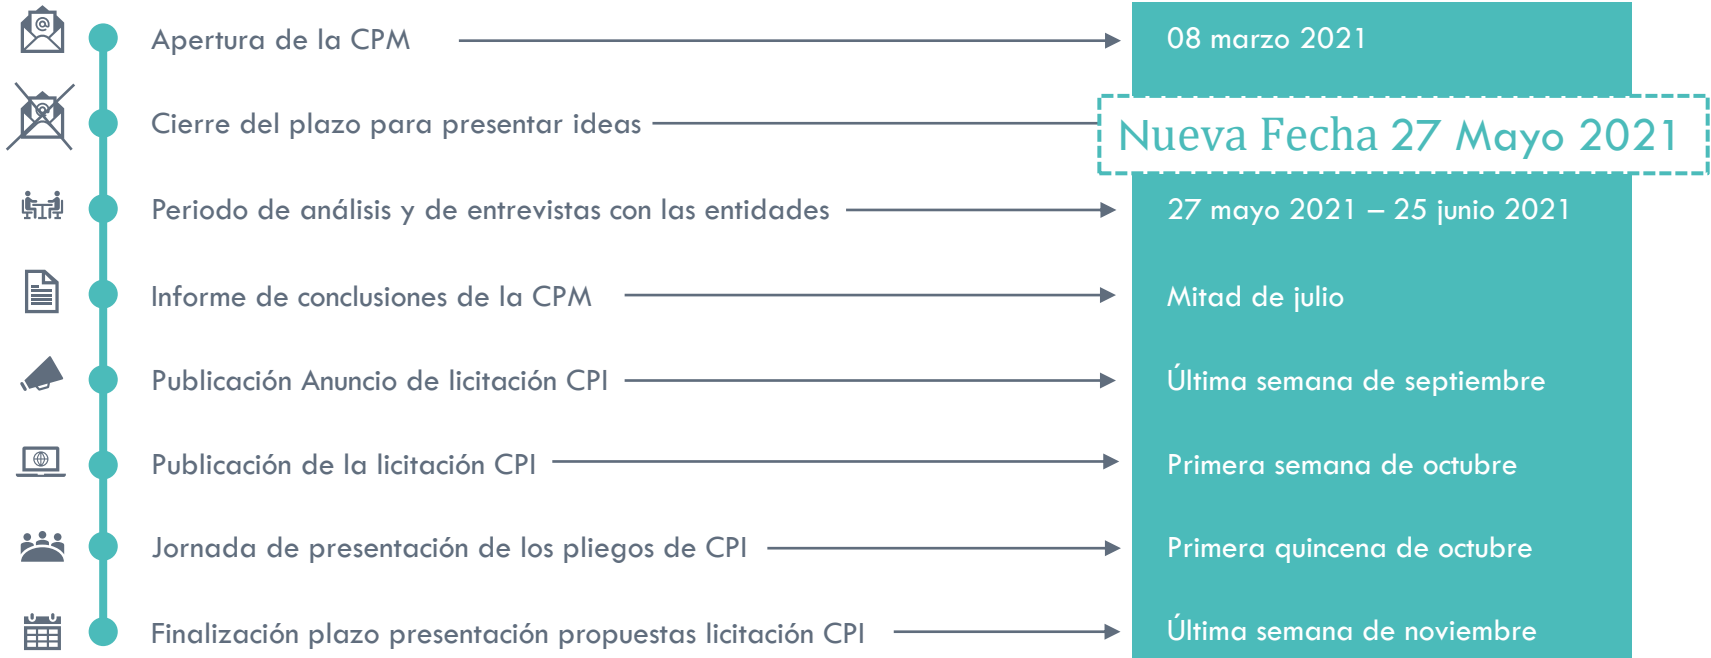 Apertura de la CPM
08 marzo 2021
Cierre del plazo para presentar ideas
Nueva Fecha 27 Mayo 2021
Periodo de análisis y de entrevistas con las entidades
27 mayo 2021 – 25 junio 2021
Informe de conclusiones de la CPM
Mitad de julio
Publicación Anuncio de licitación CPI
Última semana de septiembre
Publicación de la licitación CPI
Primera semana de octubre
Jornada de presentación de los pliegos de CPI
Primera quincena de octubre
Finalización plazo presentación propuestas licitación CPI
Última semana de noviembre